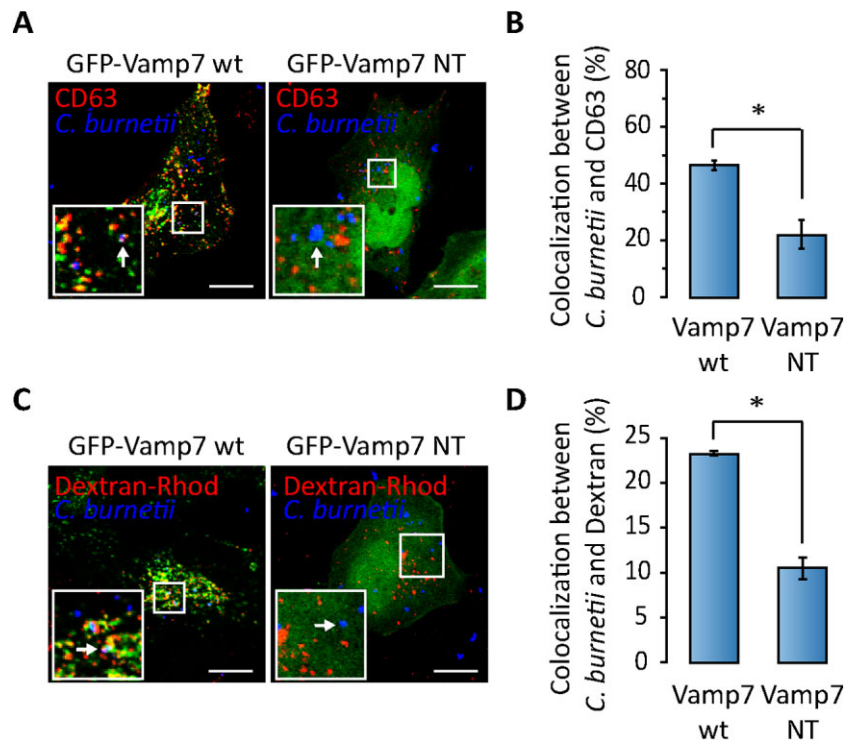 A
GFP-Vamp7 wt
GFP-Vamp7 NT
CD63
C. burnetii
CD63
C. burnetii
B
Colocalization between
C. burnetii and CD63 (%)
80
60
40
20
0
*
Vamp7
wt
Vamp7
NT
C
GFP-Vamp7 wt
GFP-Vamp7 NT
Dextran-Rhod
C. burnetii
Dextran-Rhod
C. burnetii
D
Colocalization between
C. burnetii and Dextran (%)
25
20
15
10
5
0
*
Vamp7
wt
Vamp7
NT